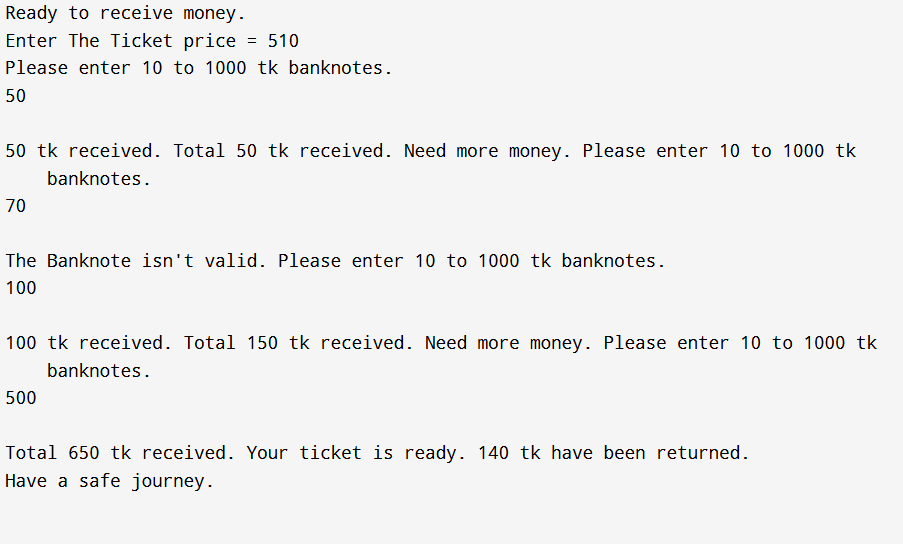 Ready to receive money.
Enter The Ticket price = 510
Please enter 10 to 1000 tk banknotes.
50
50 tk received. Total 50 tk received. Need more money. Please enter 10 to 1000 tk
banknotes.
70
The Banknote isn't valid. Please enter 10 to 1000 tk banknotes.
100
100 tk received. Total 150 tk received. Need more money. Please enter 10 to 1000 tk
banknotes.
500
Total 650 tk received. Your ticket is ready. 140 tk have been returned.
Have a safe journey.